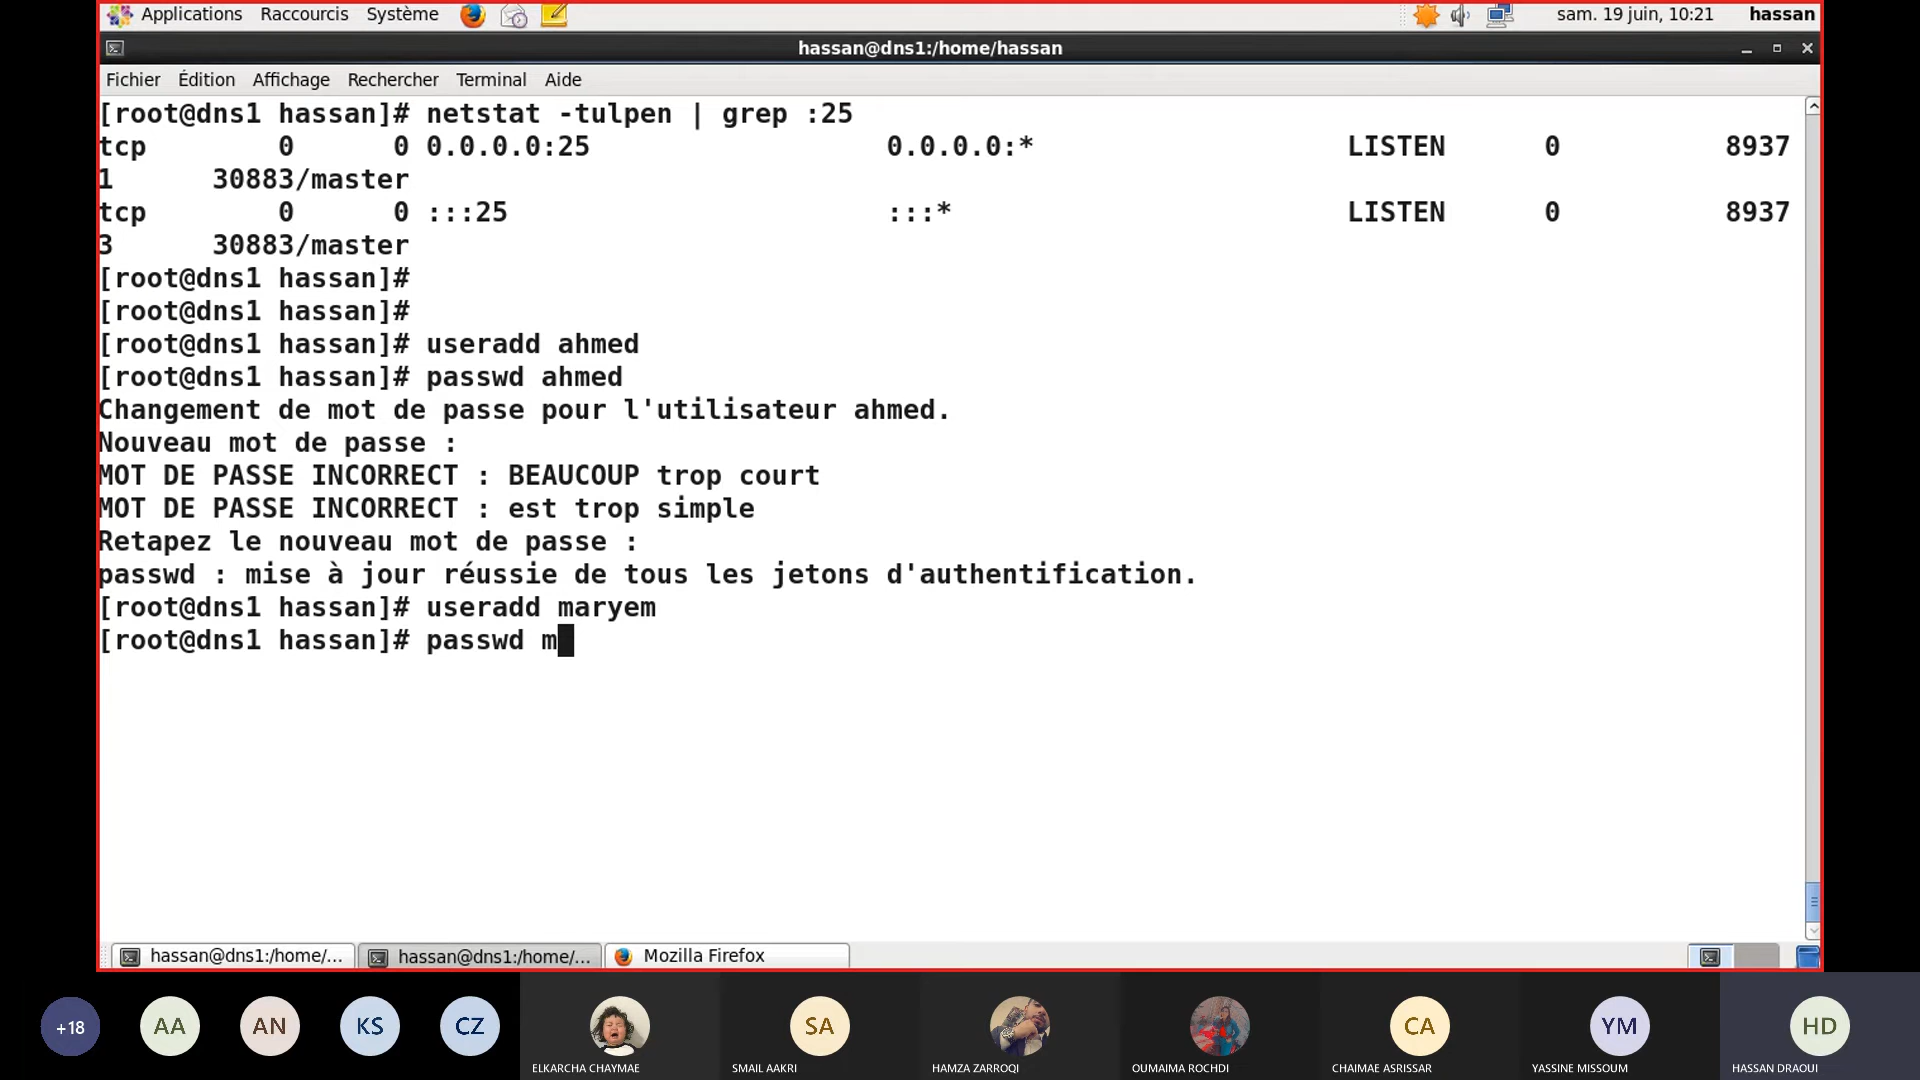 Applications Raccourcis Système sam. 19 juin, 10:21 hassan
hassan@dns1:/home/hassan
Fichier Édition Affichage Rechercher Terminal Aide
[root@dns1 hassan]# netstat -tulpen | grep :25
tcp 0 0 0.0.0.0:25 0.0.0.0:* LISTEN 0 8937
1 30883/master
tcp 0 0 :::25 :::* LISTEN 0 8937
3 30883/master
[root@dns1 hassan]#
[root@dns1 hassan]#
[root@dns1 hassan]# useradd ahmed
[root@dns1 hassan]# passwd ahmed
Changement de mot de passe pour l'utilisateur ahmed.
Nouveau mot de passe :
MOT DE PASSE INCORRECT : BEAUCOUP trop court
MOT DE PASSE INCORRECT : est trop simple
Retapez le nouveau mot de passe :
passwd : mise à jour réussie de tous les jetons d'authentification.
[root@dns1 hassan]# useradd maryem
[root@dns1 hassan]# passwd m
hassan@dns1:/home/... hassan@dns1:/home/... Mozilla Firefox
+18 AA AN KS CZ SA CA YM HD
ELKARCHA CHAYMAE SMAIL AAKRI HAMZA ZARROQI OUMAIMA ROCHDI CHAIMAE ASRISSAR YASSINE MISSOUM HASSAN DRAOUI